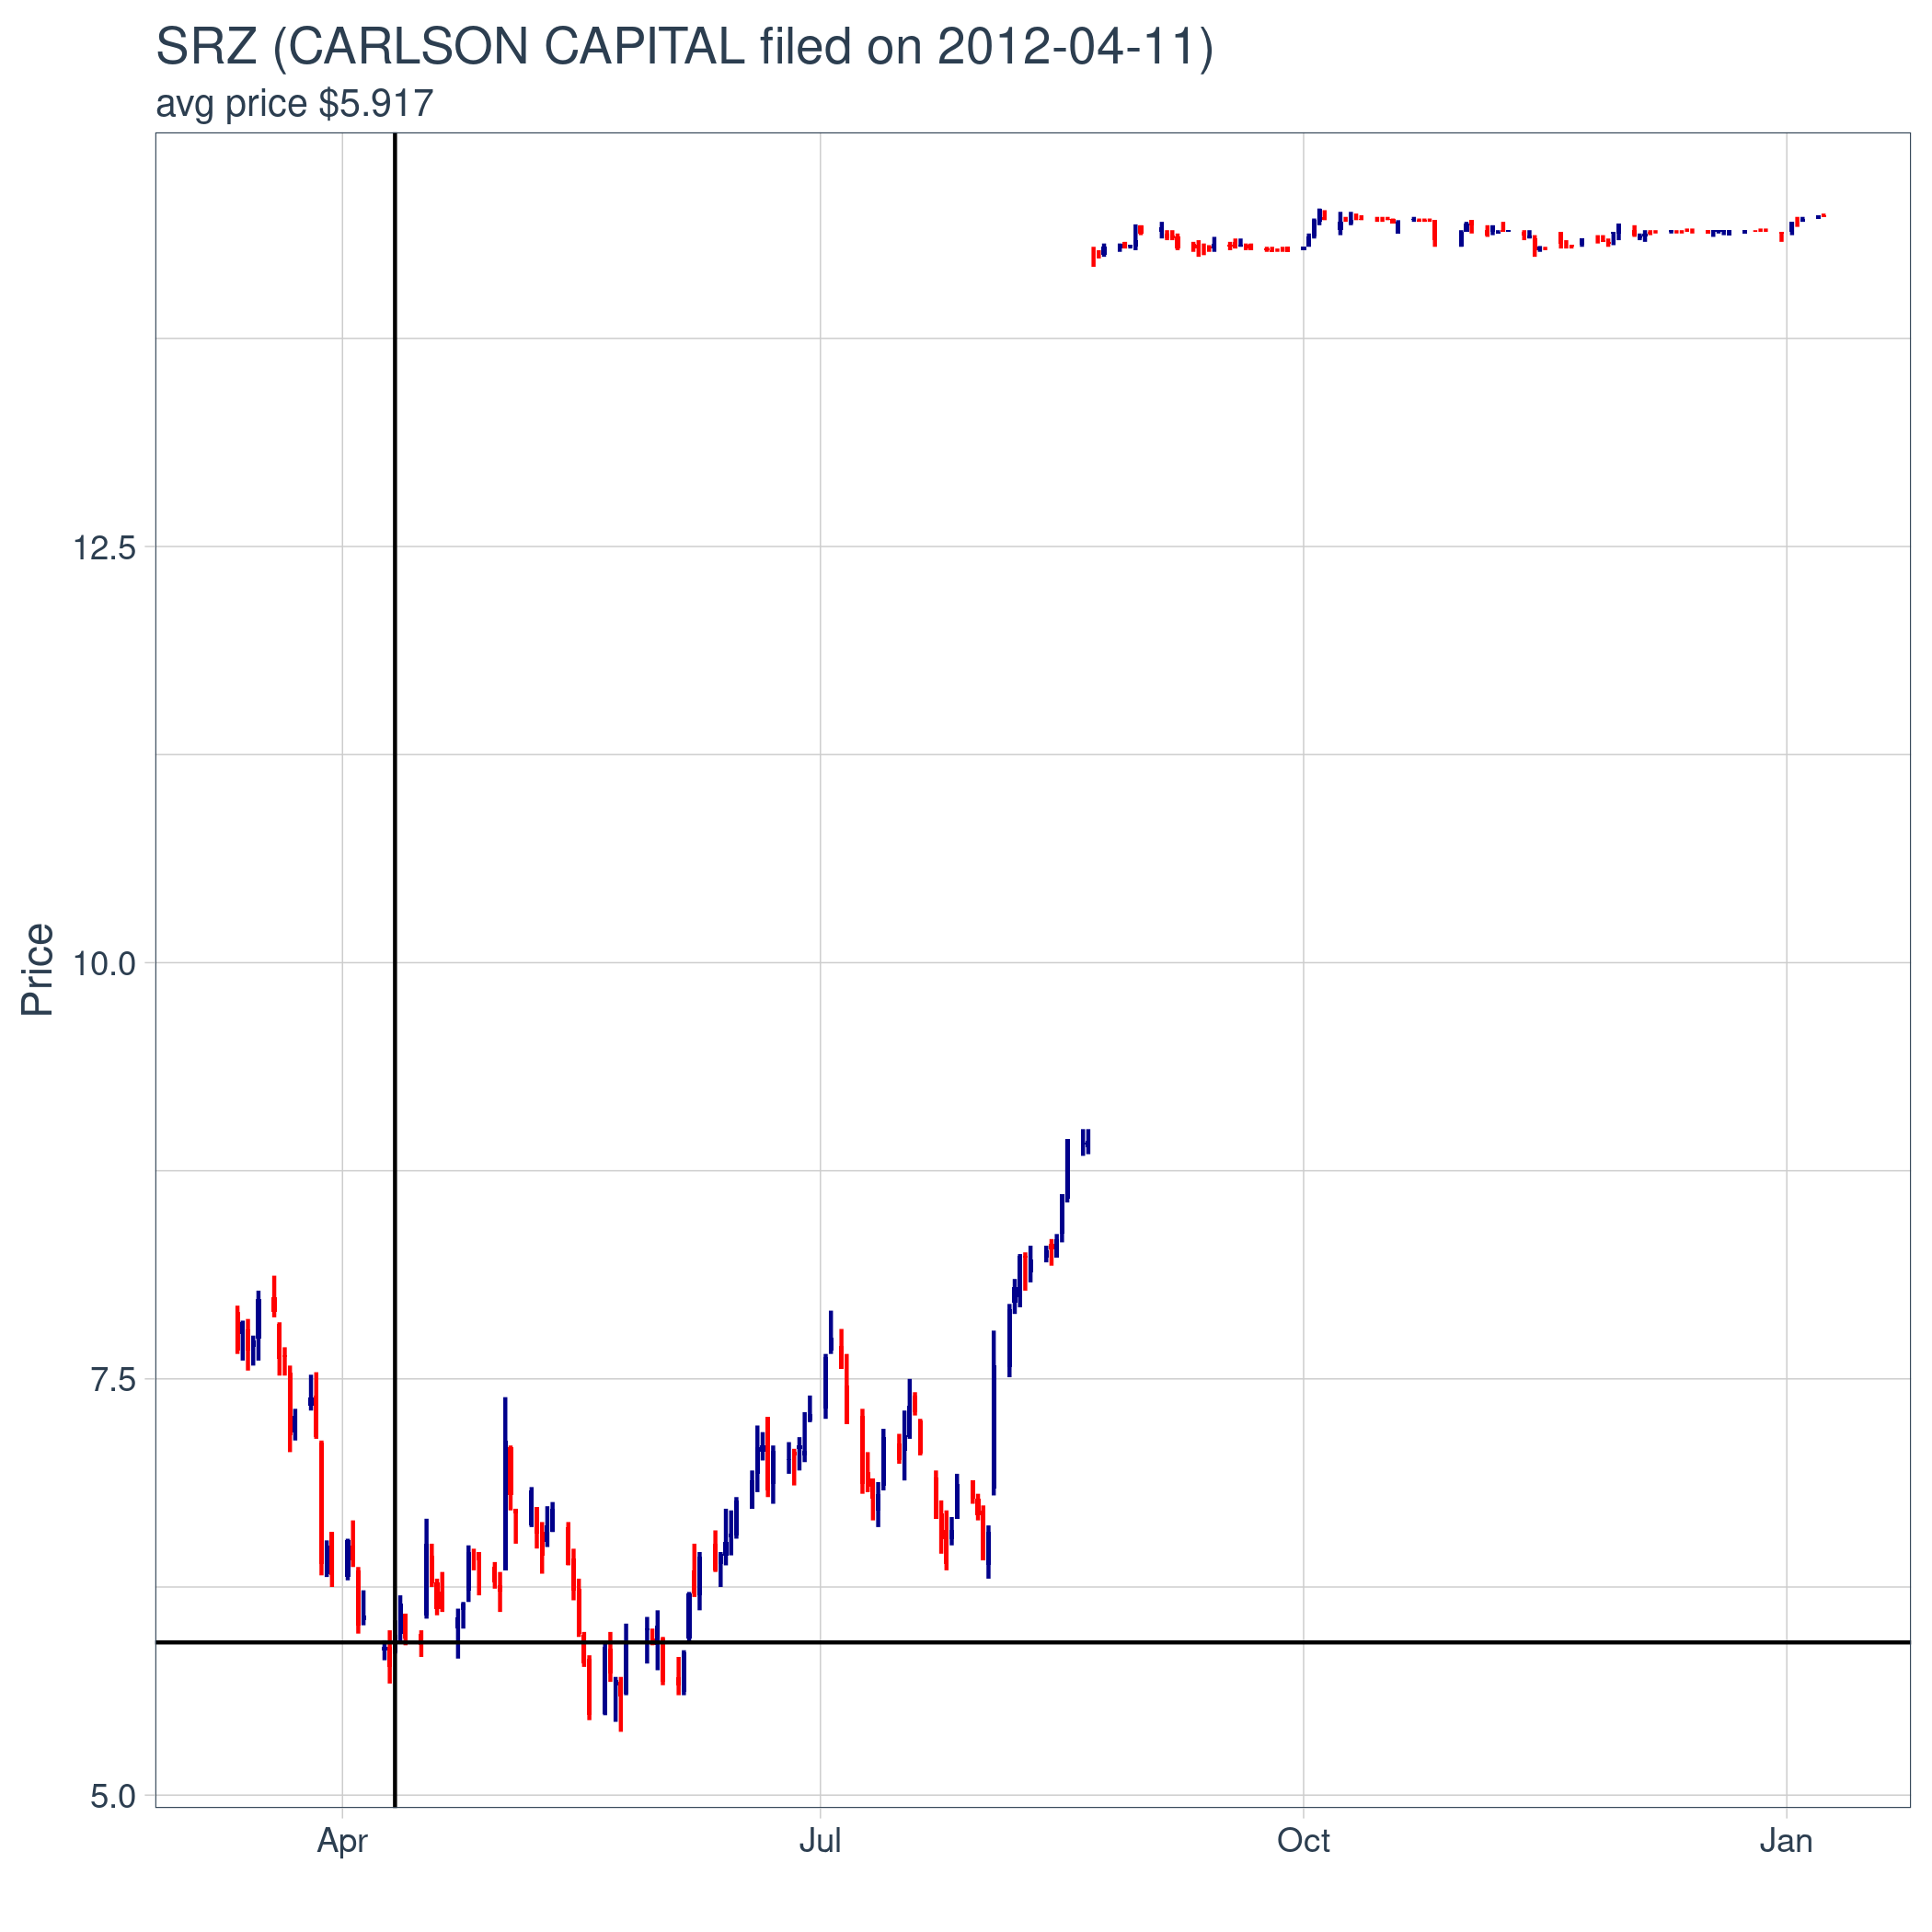 SRZ (CARLSON CAPITAL filed on 2012-04-11)
avg price $5.917
12.5
10.0
7.5
5.0
Price
Apr
Jul
Oct
Jan